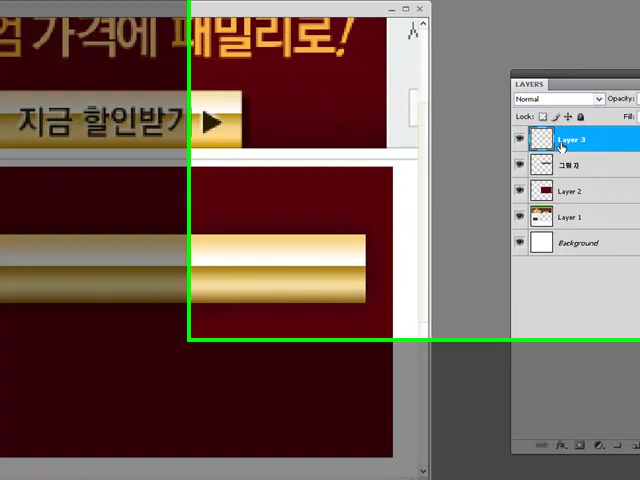 가격에 패밀리로!
지금 할인받기 ▶
LAYERS
Normal
Opacity:
Lock:
Fill:
Layer 3
그림자
Layer 2
Layer 1
Background